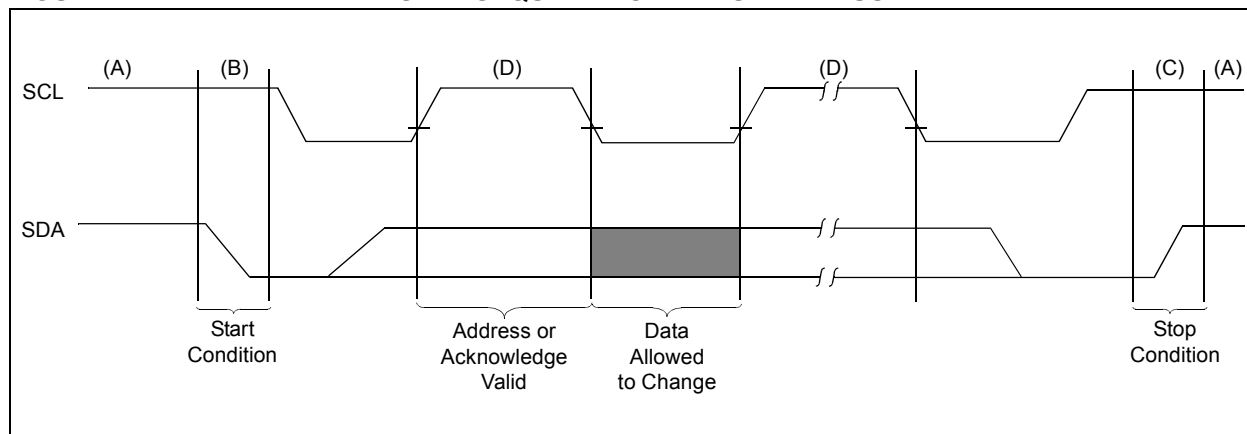 (A) (B) (D) (D) (C) (A)
SCL
SDA
Start
Condition
Address or
Acknowledge
Valid
Data
Allowed
to Change
Stop
Condition